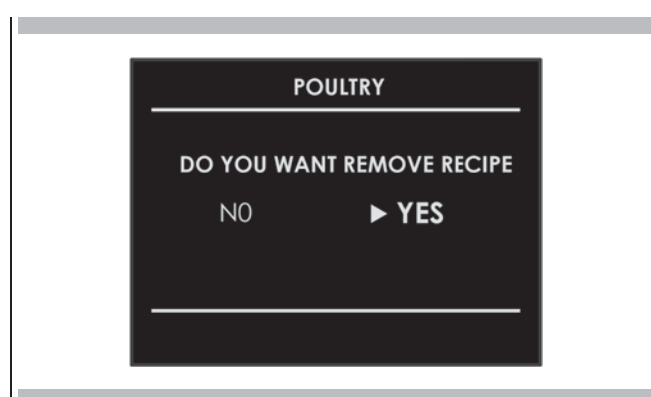 POULTRY
DO YOU WANT REMOVE RECIPE
N0 ▶ YES